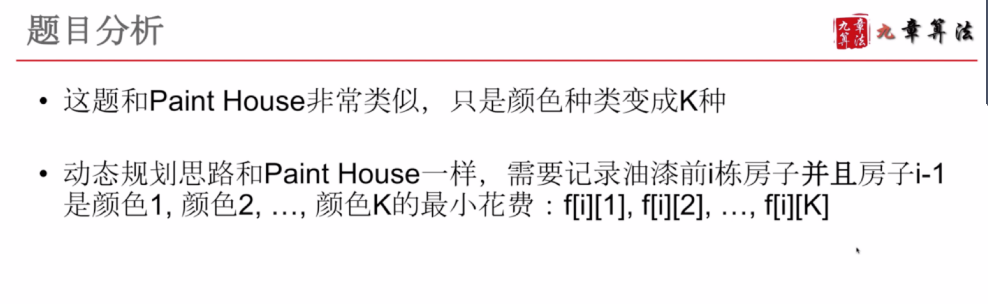 题目分析
九章算法
九章算法
• 这题和Paint House非常类似，只是颜色种类变成K种
• 动态规划思路和Paint House一样，需要记录油漆前i栋房子并且房子i-1
是颜色1, 颜色2, …, 颜色K的最小花费：f[i][1], f[i][2], …, f[i][K]